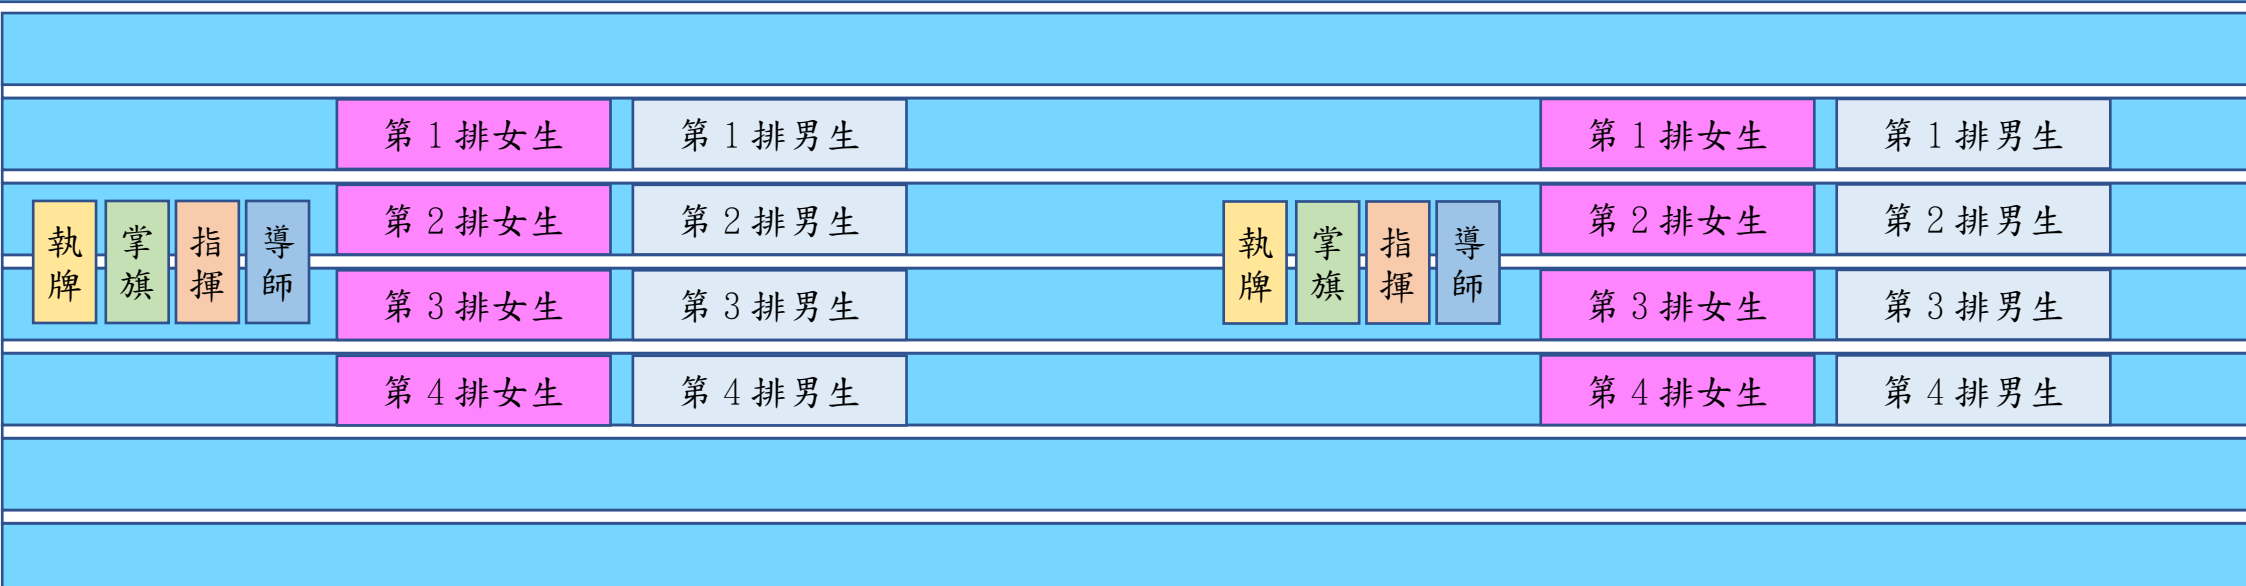 第1排女生 第1排男生 第1排女生 第1排男生
執牌 掌旗 指揮 導師 第2排女生 第2排男生 執牌 掌旗 指揮 導師 第2排女生 第2排男生
第3排女生 第3排男生 第3排女生 第3排男生
第4排女生 第4排男生 第4排女生 第4排男生